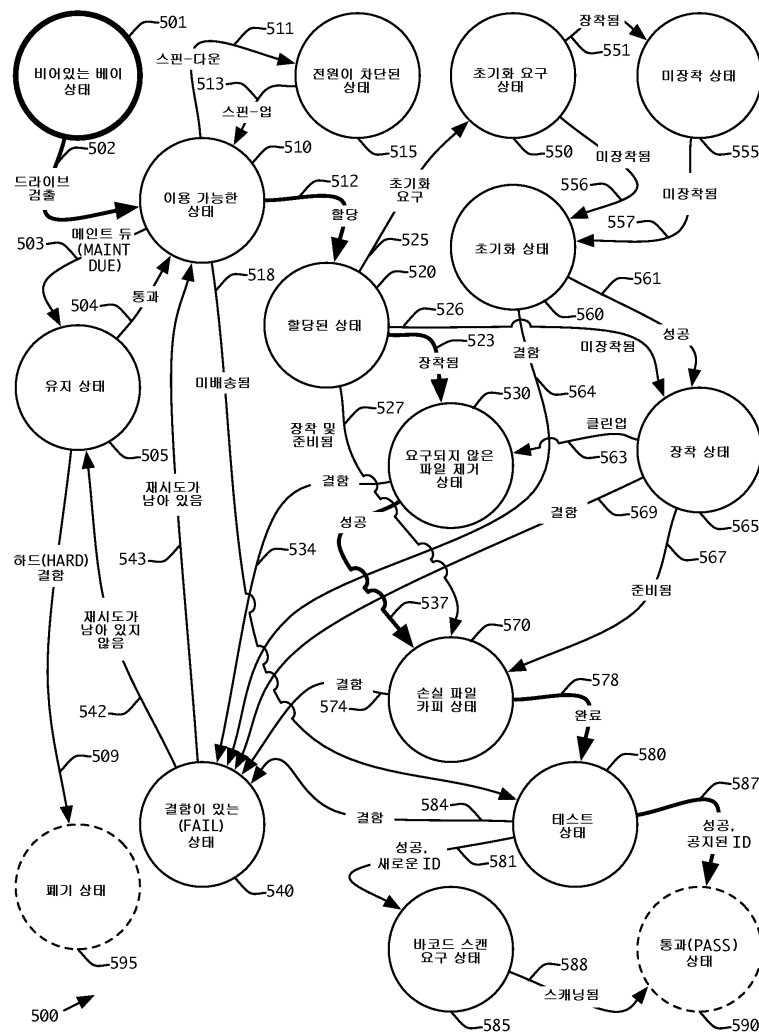 501
511
비어있는 베이
상태
스핀-다운
513
전원이 차단된
상태
초기화 요구
상태
장착됨
551
미장착 상태
502
스핀-업
510
515
550
555
드라이브
검출
이용 가능한
상태
512
할당
초기화
요구
미장착됨
556
미장착됨
557
메인트 듀
(MAINT
DUE)
503
518
525
520
초기화 상태
561
504
통과
526
560
할당된 상태
523
결함
미장착됨
성공
유지 상태
미배송됨
장착됨
564
530
527
클린업
장착 및
준비됨
요구되지 않은
파일 제거
상태
563
장착 상태
505
재시도가
남아 있음
결함
결함
569
565
성공
543
534
567
하드(HARD)
결함
537
준비됨
재시도가
남아 있지
않음
570
결함
손실 파일
카피 상태
578
574
542
완료
509
580
587
결함이 있는
(FAIL)
상태
584
결함
테스트
상태
성공,
공지된 ID
성공,
새로운 ID
581
폐기 상태
540
바코드 스캔
요구 상태
통과(PASS)
상태
595
588
스캐닝됨
500
585
590